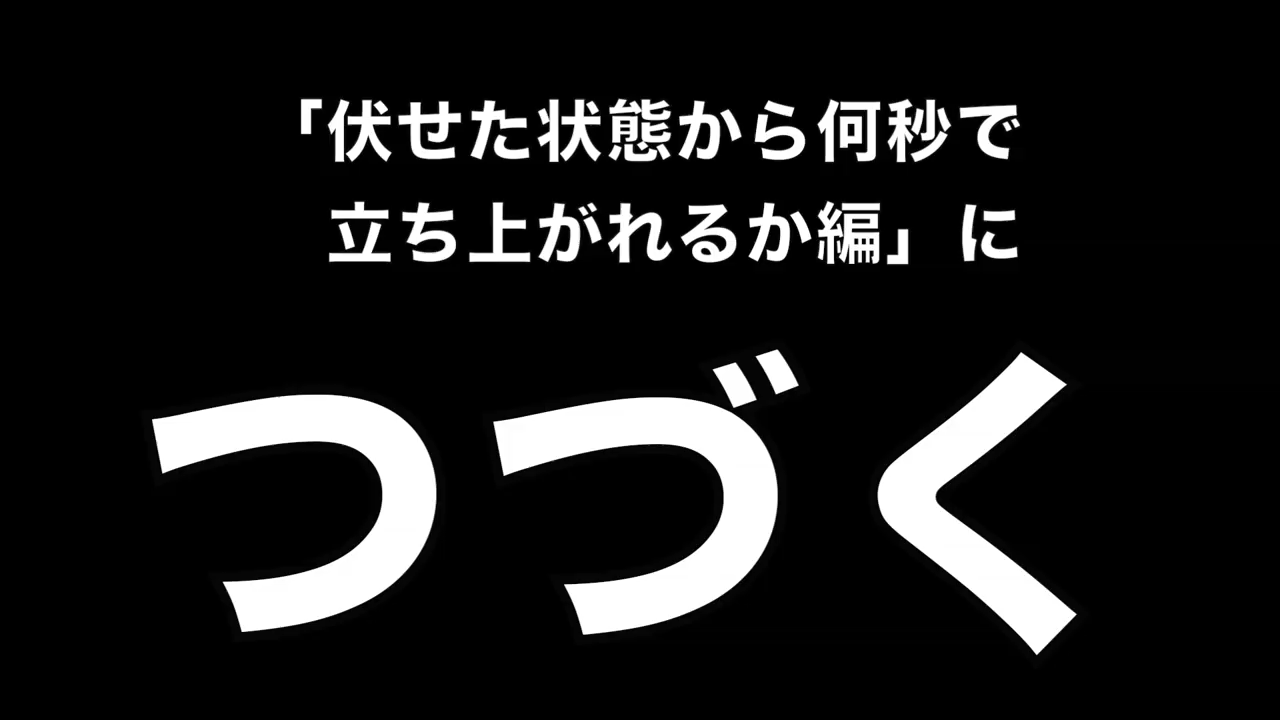 「伏せた状態から何秒で
立ち上がれるか編」に
つづく